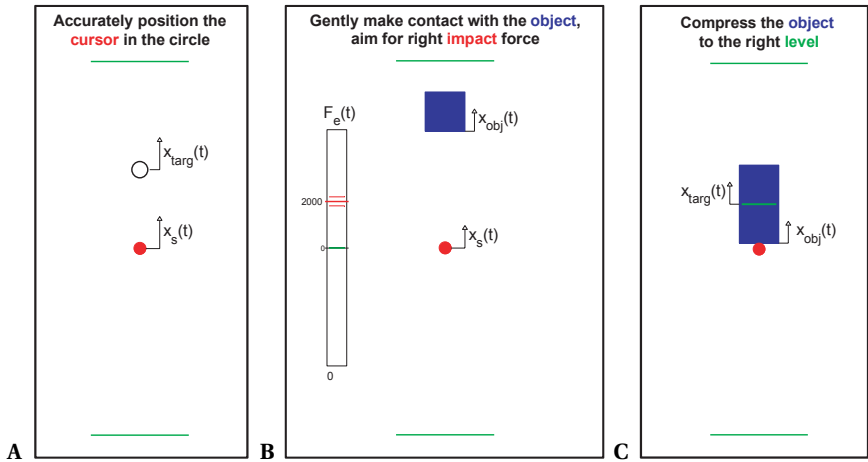 Accurately position the
cursor in the circle
x_targ(t)
x_s(t)
A
Gently make contact with the object,
aim for right impact force
F_e(t)
x_obj(t)
2000
0
x_s(t)
0
B
Compress the object
to the right level
x_targ(t)
x_obj(t)
C